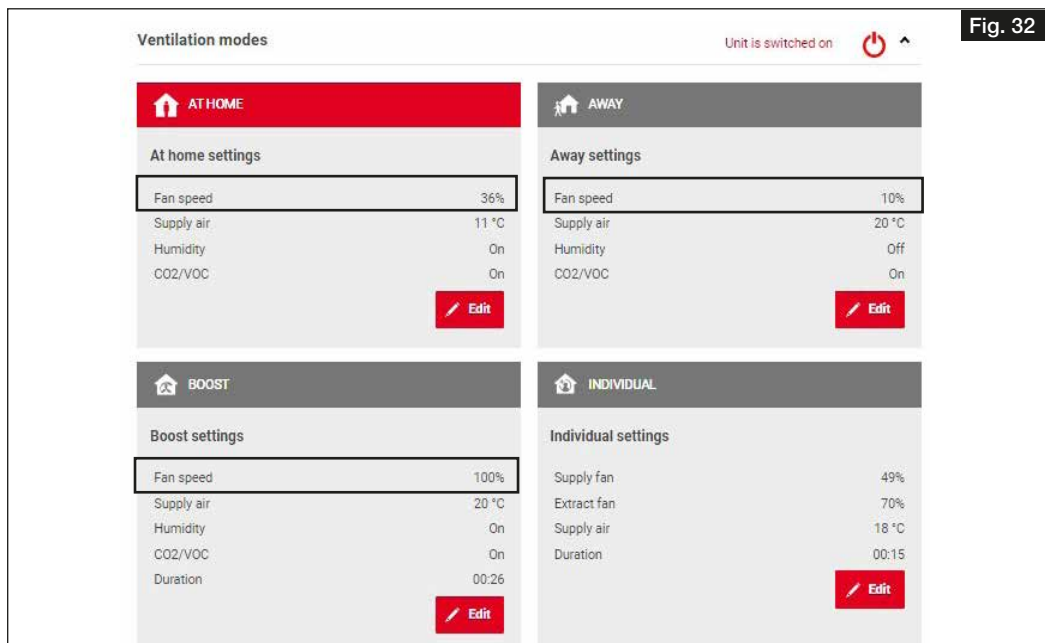 Fig. 32
Ventilation modes
Unit is switched on
AT HOME
At home settings
Fan speed 36%
Supply air 11 °C
Humidity On
CO2/VOC On
Edit
AWAY
Away settings
Fan speed 10%
Supply air 20 °C
Humidity Off
CO2/VOC On
Edit
BOOST
Boost settings
Fan speed 100%
Supply air 20 °C
Humidity On
CO2/VOC On
Duration 00:26
Edit
INDIVIDUAL
Individual settings
Supply fan 49%
Extract fan 70%
Supply air 18 °C
Duration 00:15
Edit